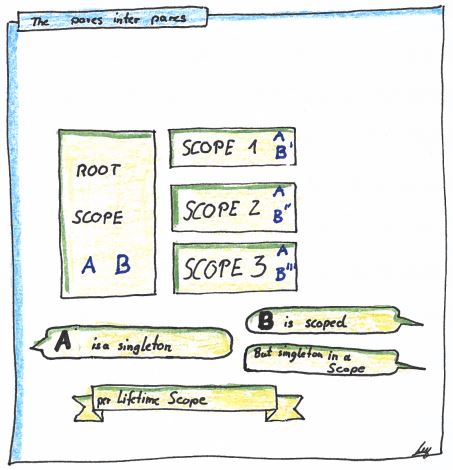 The pares inter pares
ROOT
SCOPE
A B
SCOPE 1 A
B'
SCOPE 2 A
B''
SCOPE 3 A
B'''
A is a singleton
B is scoped
But singleton in a
Scope
per Lifetime Scope